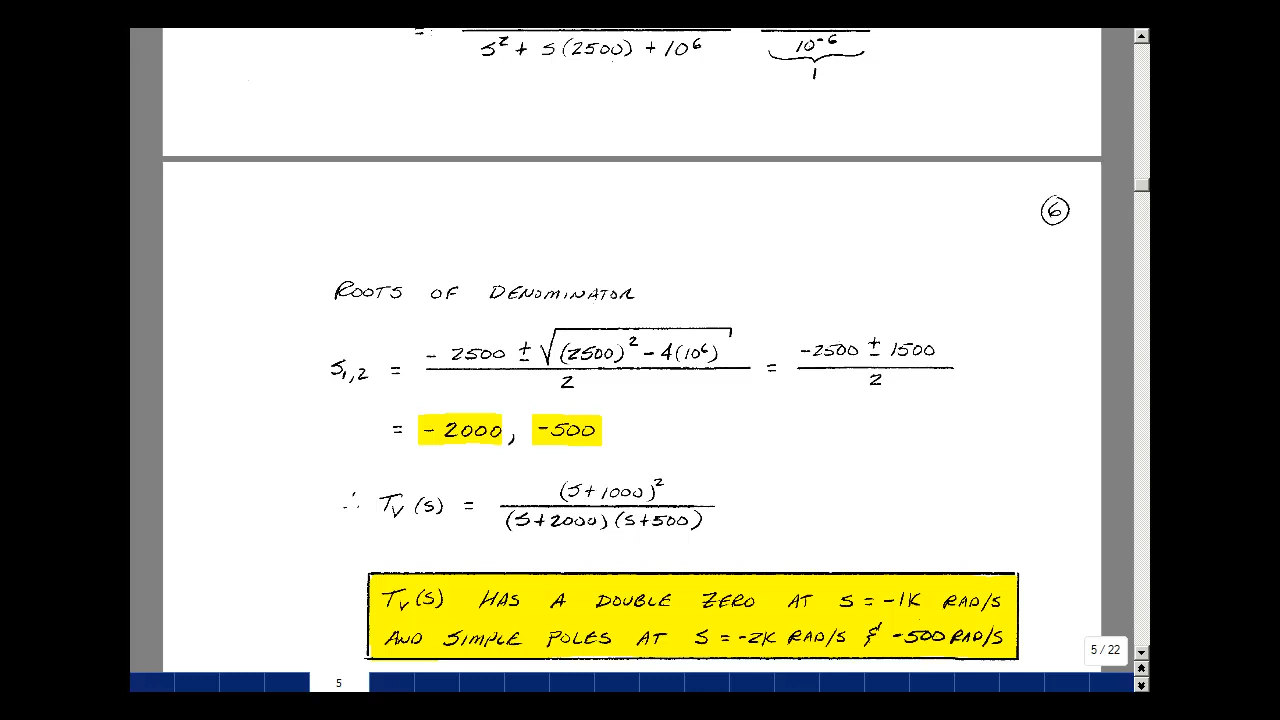 =
s² + s(2500) + 10⁶
10⁻⁶
1
6
ROOTS OF DENOMINATOR
s₁,₂ = (-2500 ± √((2500)² - 4(10⁶))) / 2 = (-2500 ± 1500) / 2
= -2000, -500
∴ Tᵥ(s) = (s+1000)² / (s+2000)(s+500)
Tᵥ(s) HAS A DOUBLE ZERO AT s = -1K RAD/S
AND SIMPLE POLES AT s = -2K RAD/S & -500 RAD/S
5 / 22
5